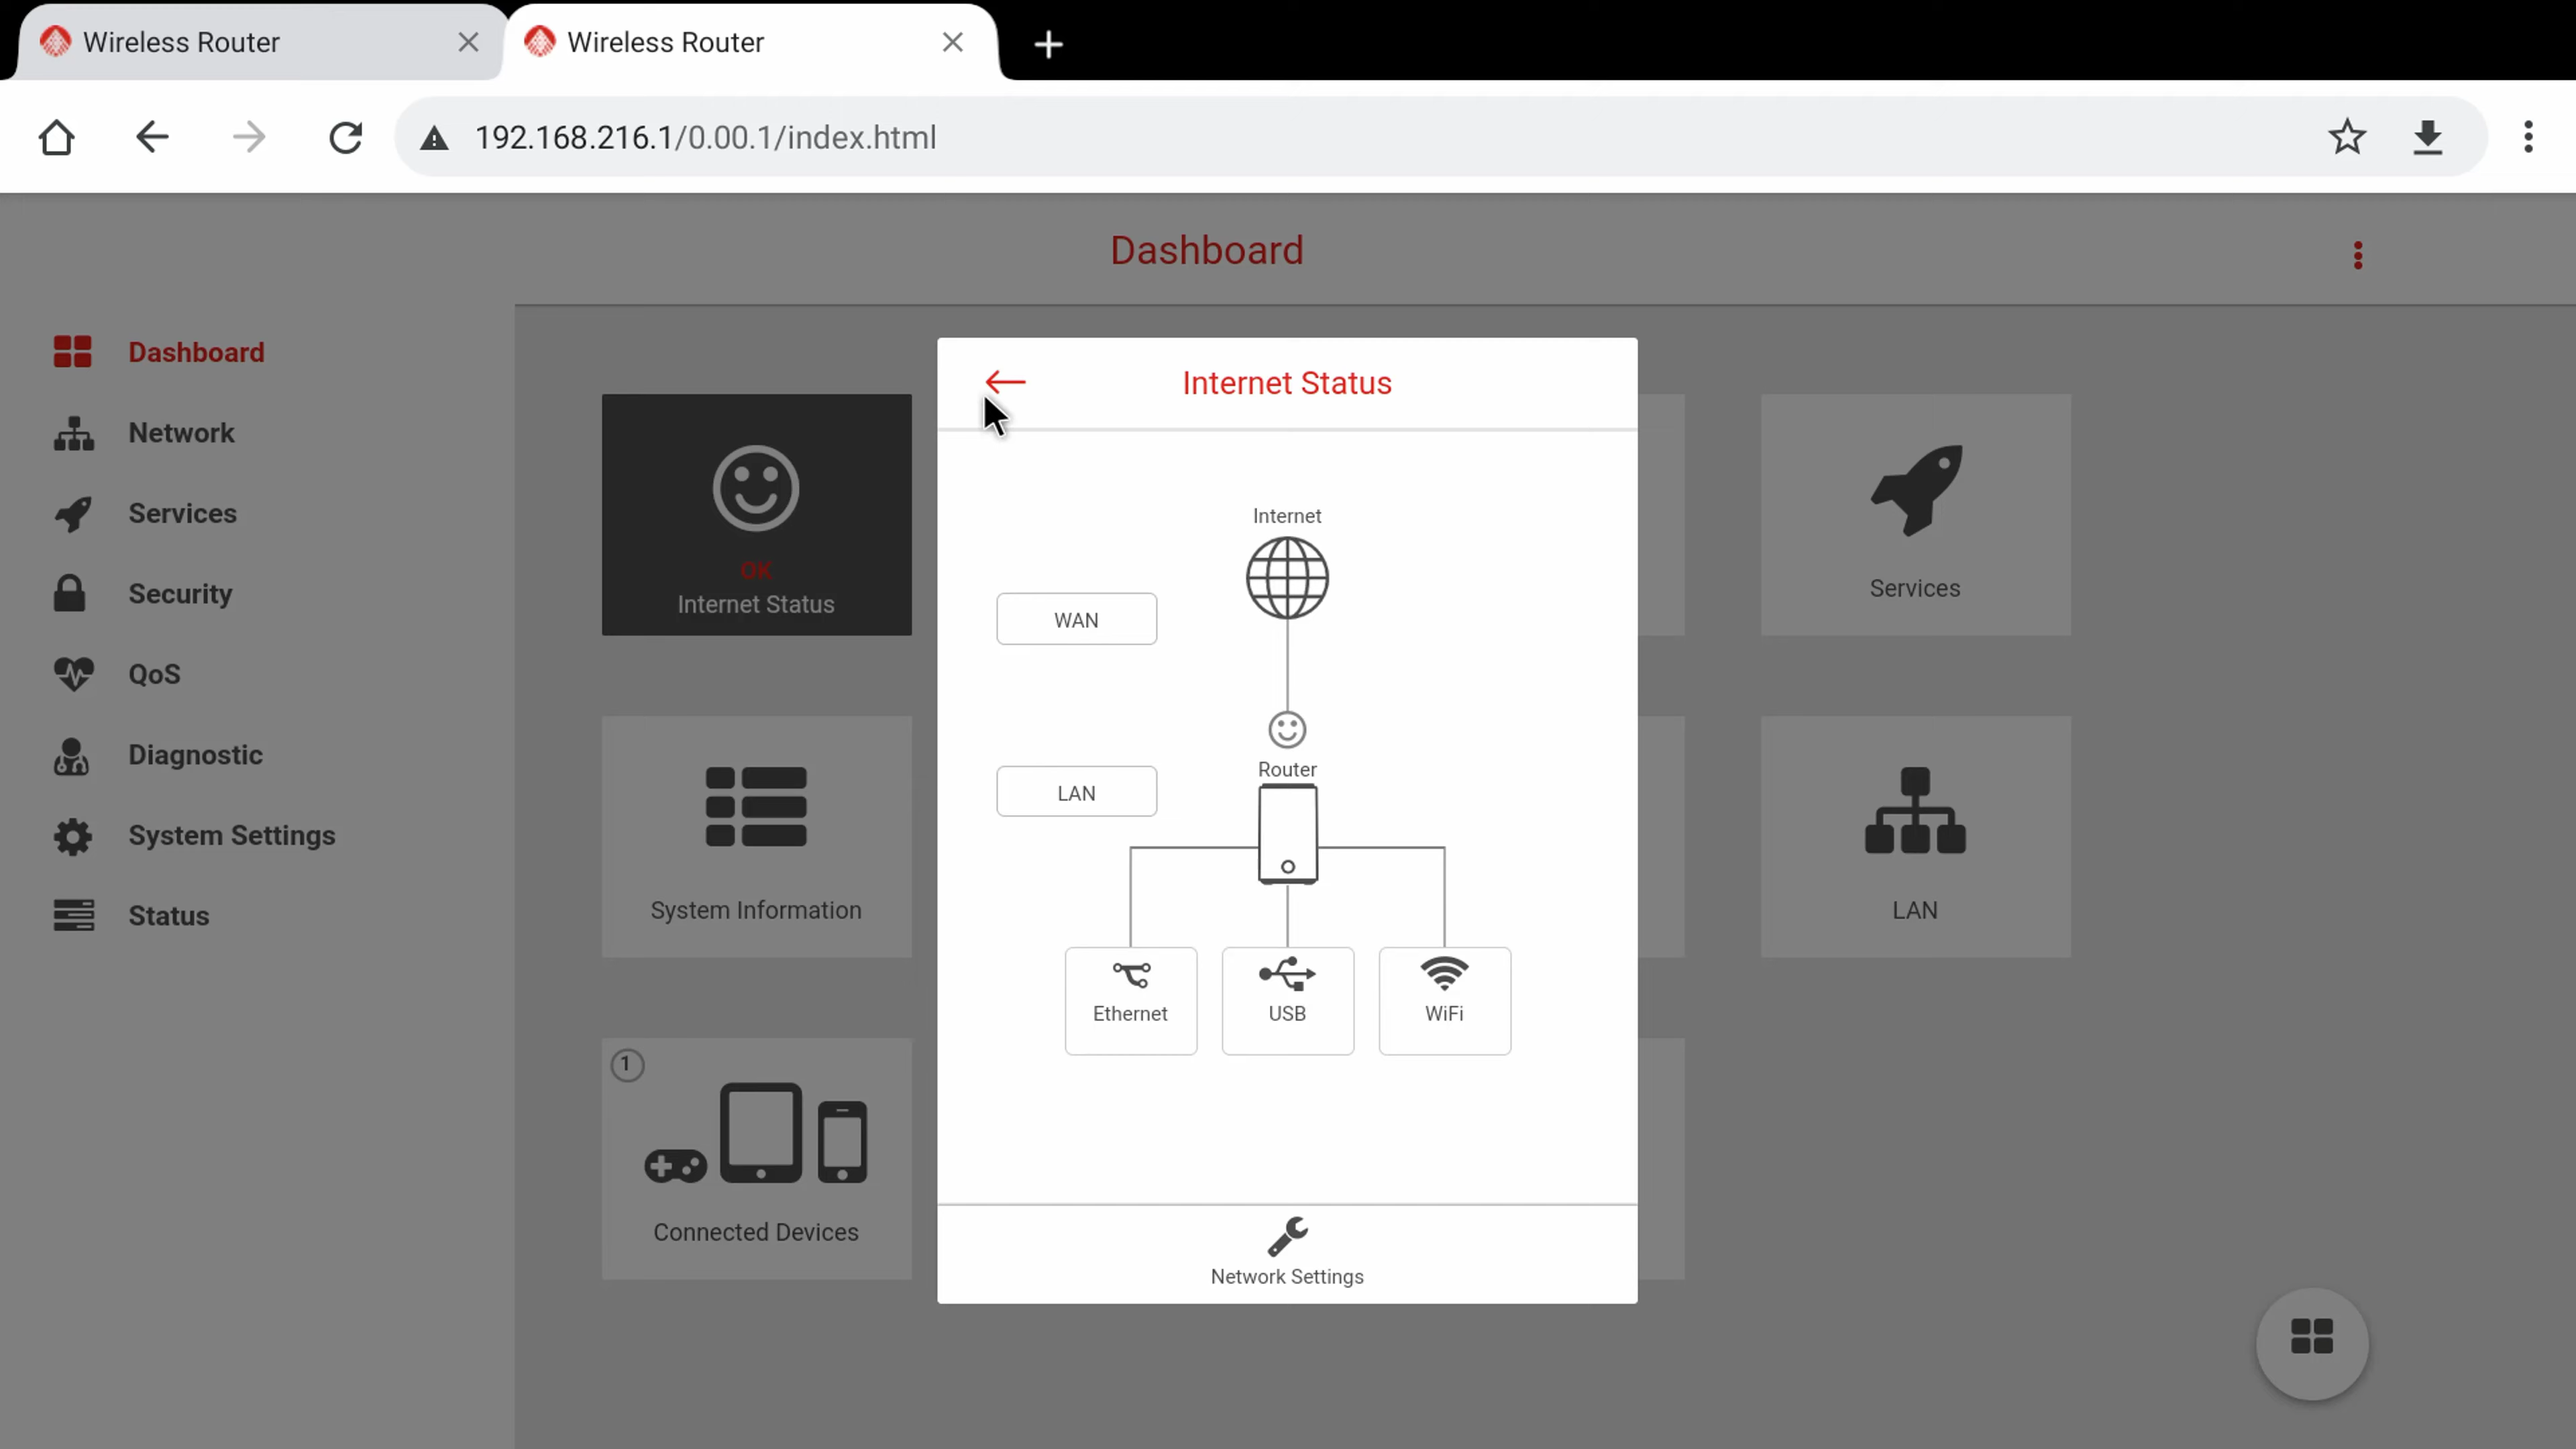 Wireless Router
Wireless Router
192.168.216.1/0.00.1/index.html
Dashboard
Dashboard
Network
Services
Security
QoS
Diagnostic
System Settings
Status
OK
Internet Status
Services
System Information
LAN
1
Connected Devices
Internet Status
Internet
WAN
Router
LAN
Ethernet
USB
WiFi
Network Settings